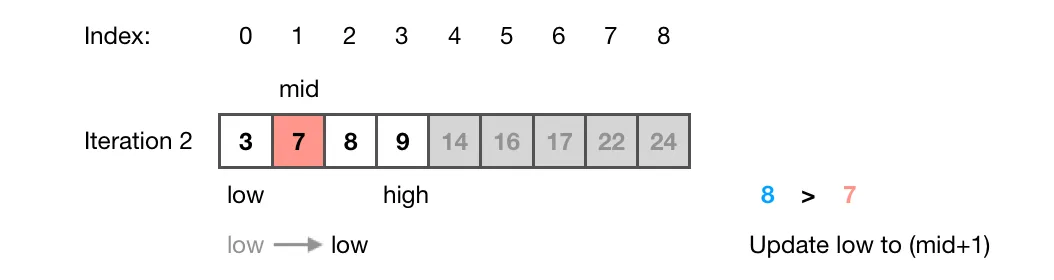 Index: 0 1 2 3 4 5 6 7 8
mid
Iteration 2 3 7 8 9 14 16 17 22 24
low high 8 > 7
low low Update low to (mid+1)